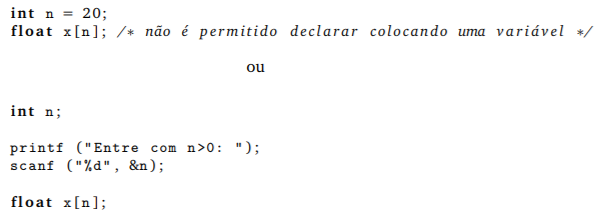 int n = 20;
float x[n]; /* não é permitido declarar colocando uma variável */
ou
int n;
printf ("Entre com n>0: ");
scanf ("%d", &n);
float x[n];